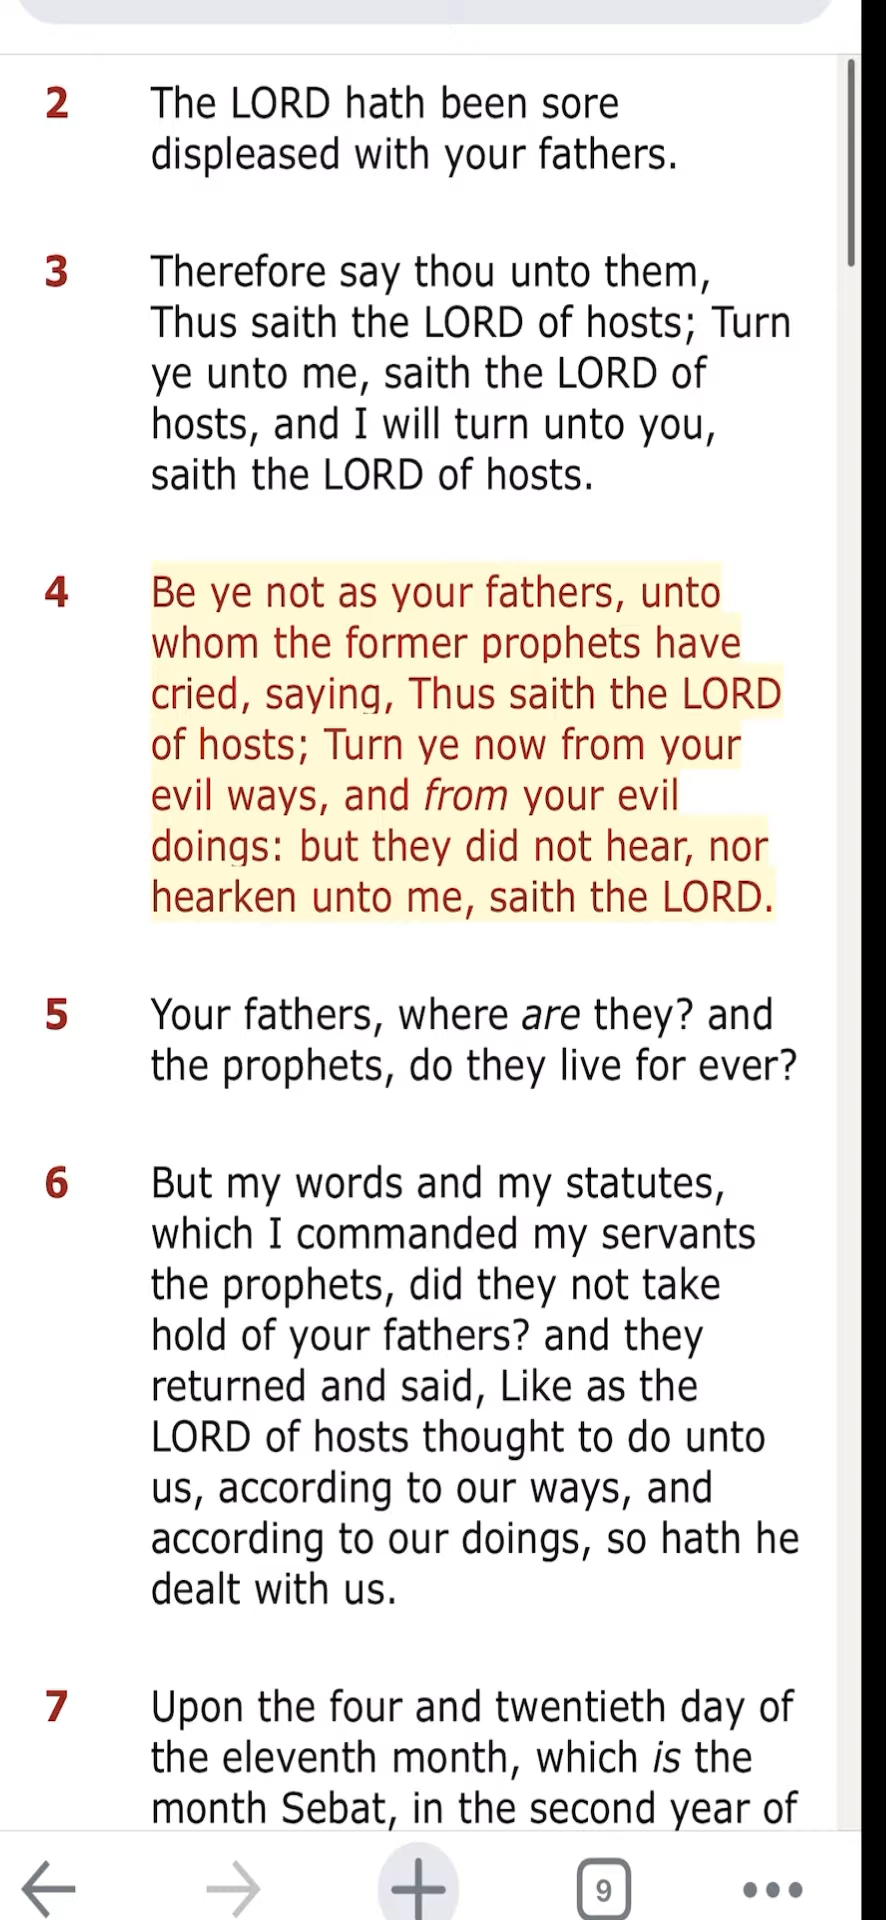 2 The LORD hath been sore
displeased with your fathers.
3 Therefore say thou unto them,
Thus saith the LORD of hosts; Turn
ye unto me, saith the LORD of
hosts, and I will turn unto you,
saith the LORD of hosts.
4 Be ye not as your fathers, unto
whom the former prophets have
cried, saying, Thus saith the LORD
of hosts; Turn ye now from your
evil ways, and from your evil
doings: but they did not hear, nor
hearken unto me, saith the LORD.
5 Your fathers, where are they? and
the prophets, do they live for ever?
6 But my words and my statutes,
which I commanded my servants
the prophets, did they not take
hold of your fathers? and they
returned and said, Like as the
LORD of hosts thought to do unto
us, according to our ways, and
according to our doings, so hath he
dealt with us.
7 Upon the four and twentieth day of
the eleventh month, which is the
month Sebat, in the second year of
9